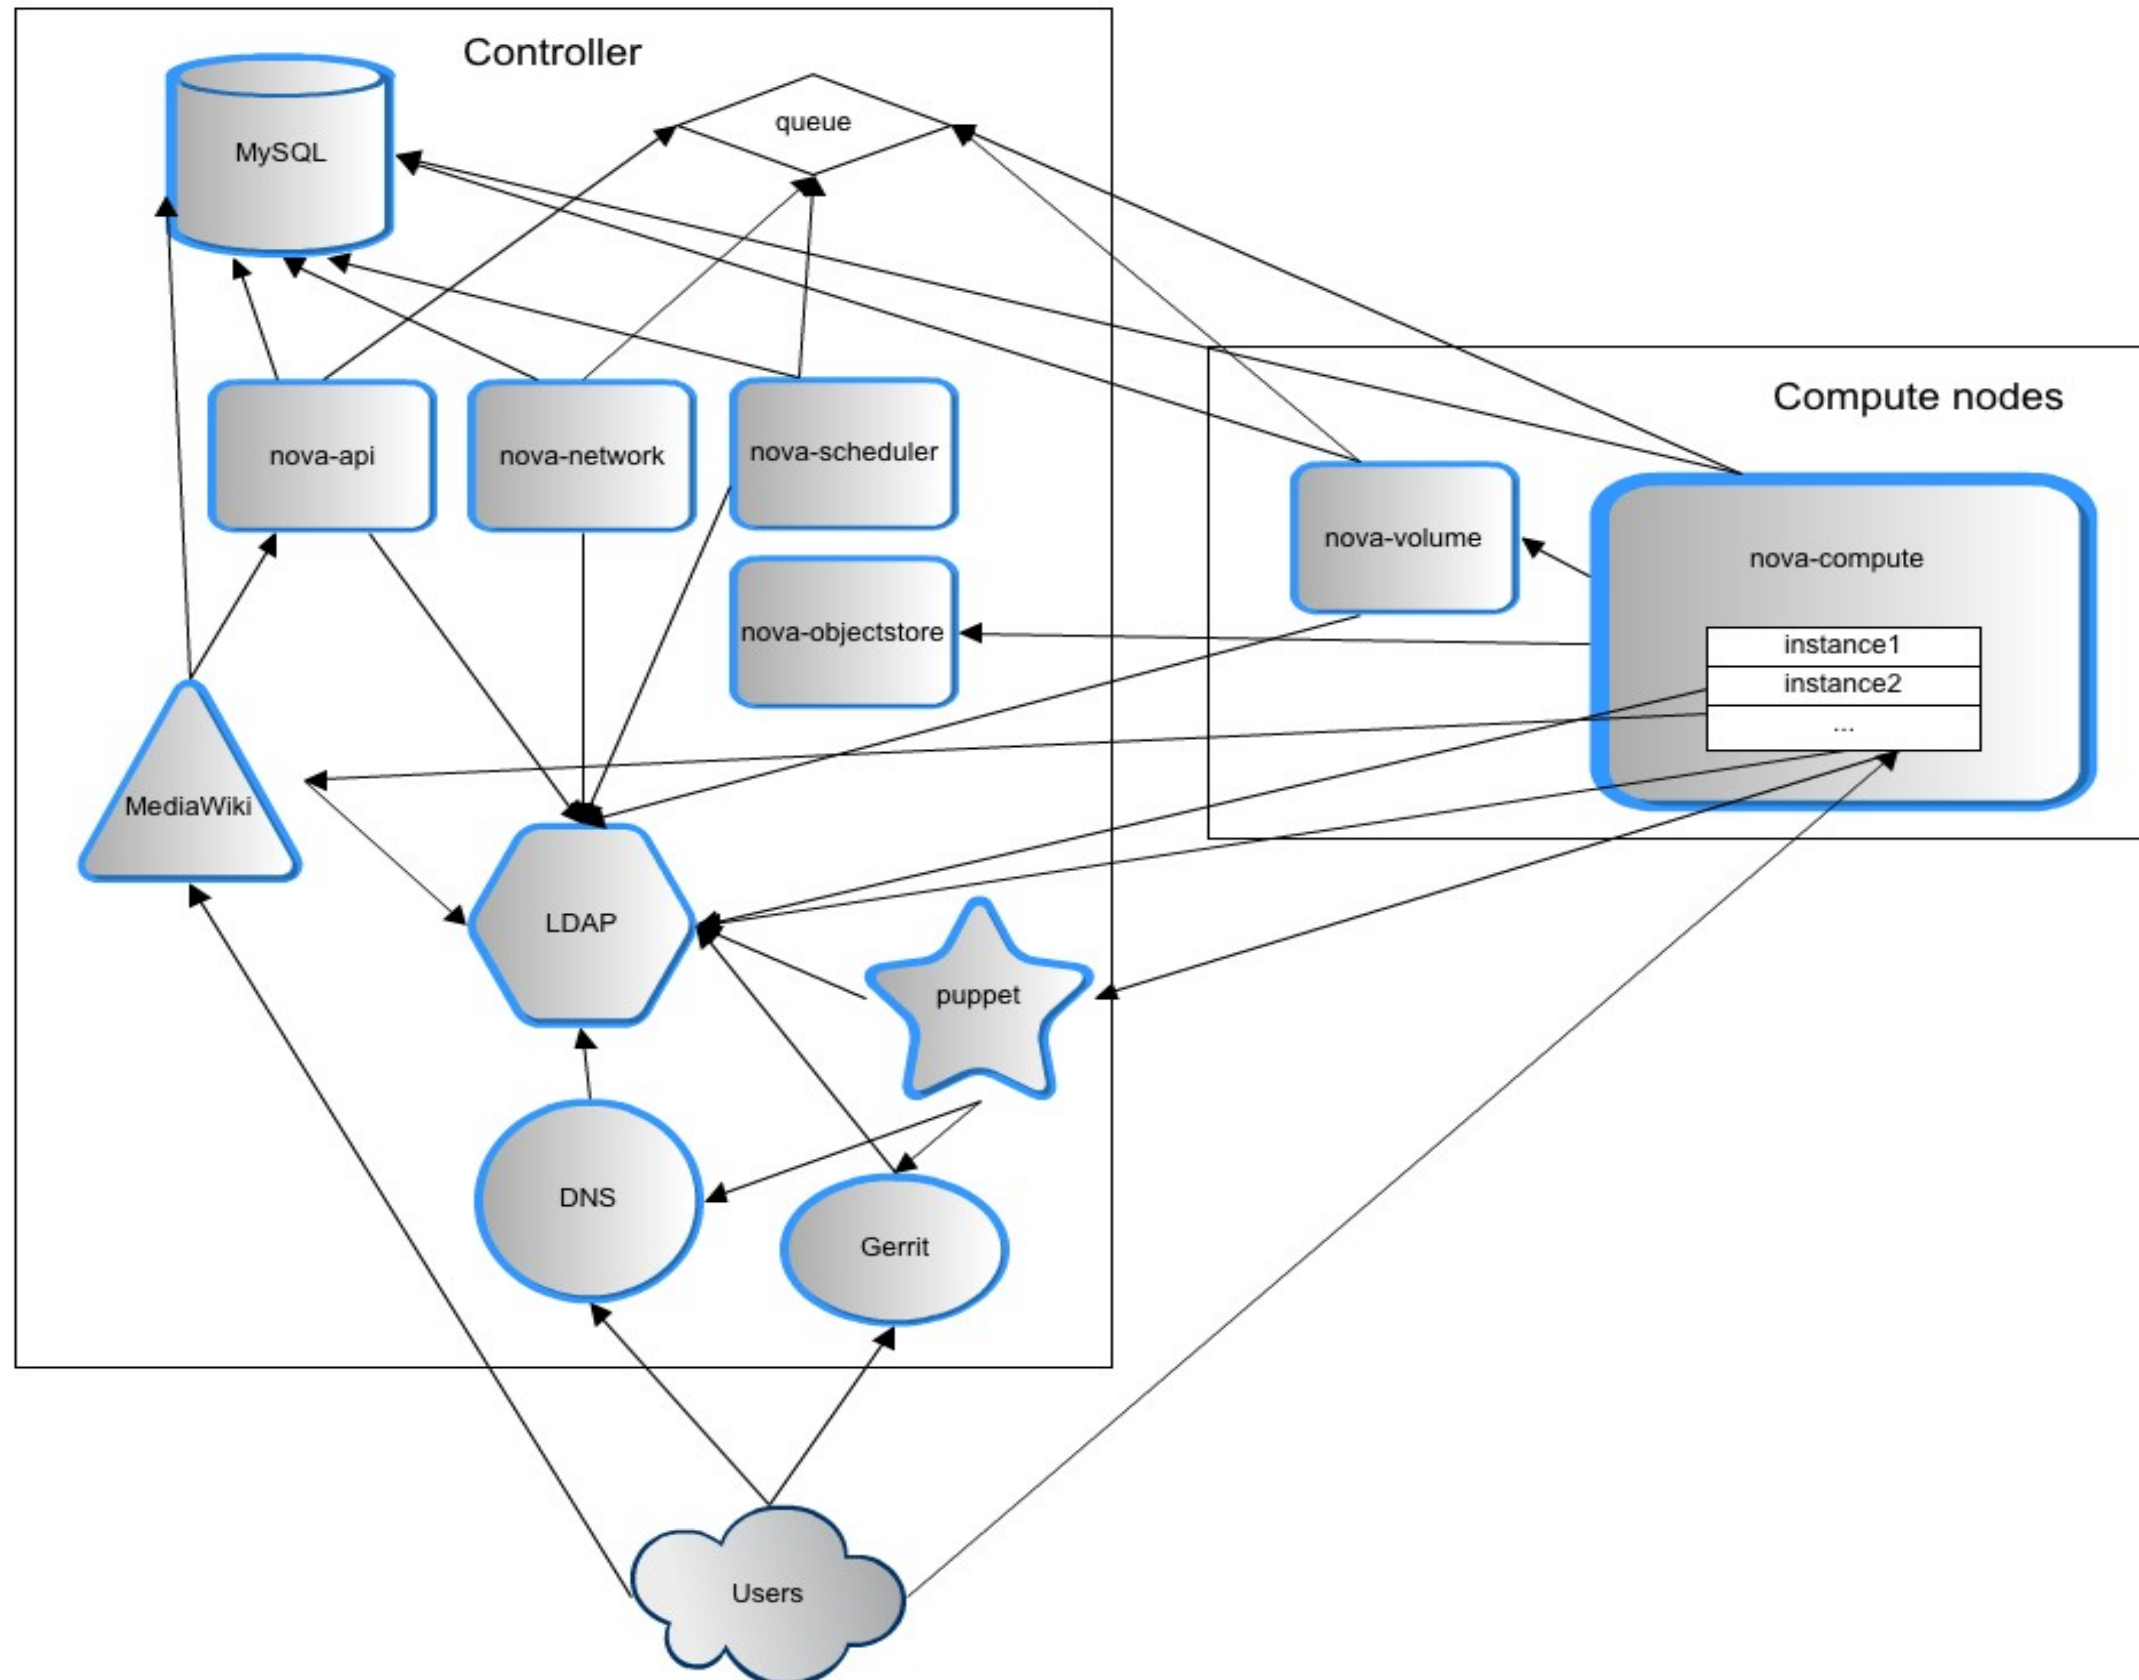 Controller
MySQL
queue
Compute nodes
nova-api
nova-network
nova-scheduler
nova-volume
nova-compute
nova-objectstore
instance1
instance2
...
MediaWiki
LDAP
puppet
DNS
Gerrit
Users